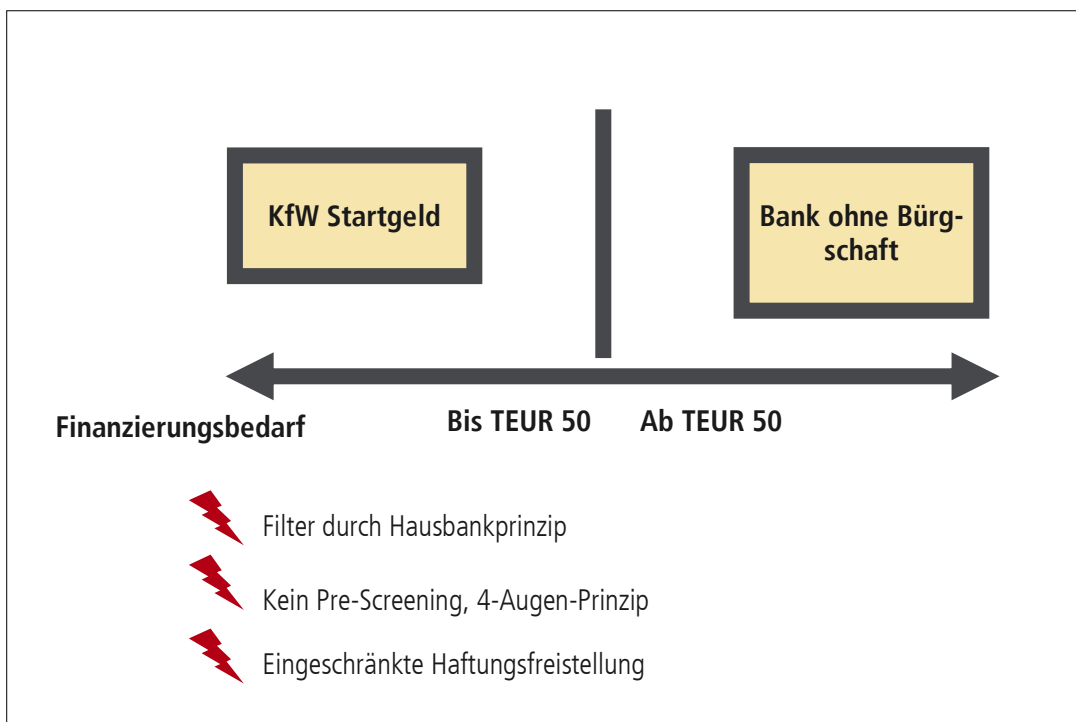 KfW Startgeld
Bank ohne Bürg-
schaft
Finanzierungsbedarf
Bis TEUR 50
Ab TEUR 50
Filter durch Hausbankprinzip
Kein Pre-Screening, 4-Augen-Prinzip
Eingeschränkte Haftungsfreistellung